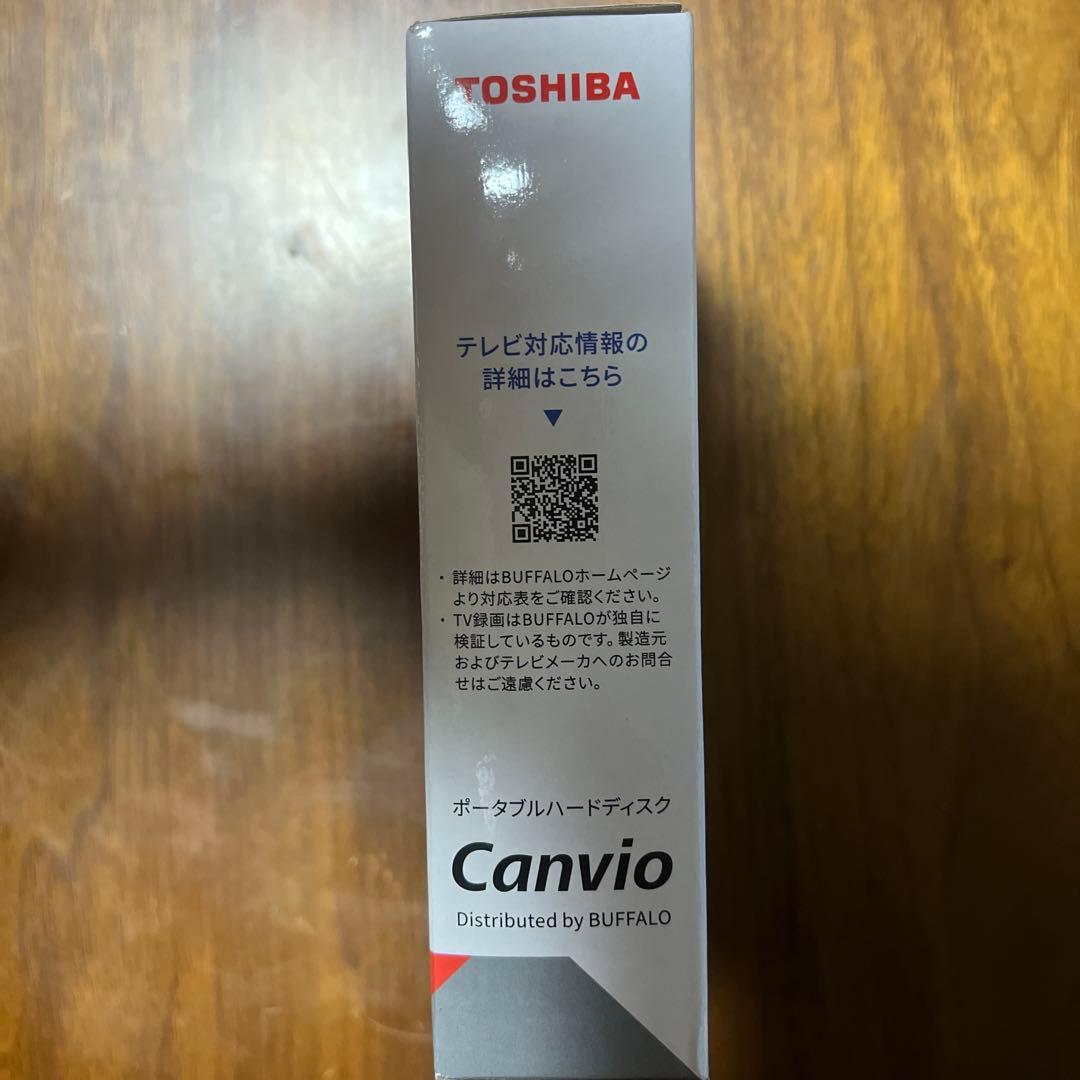 TOSHIBA
テレビ対応情報の
詳細はこちら
・詳細はBUFFALOホームページ
より対応表をご確認ください。
・TV録画はBUFFALOが独自に
検証しているものです。製造元
およびテレビメーカへのお問合
せはご遠慮ください。
ポータブルハードディスク
Canvio
Distributed by BUFFALO